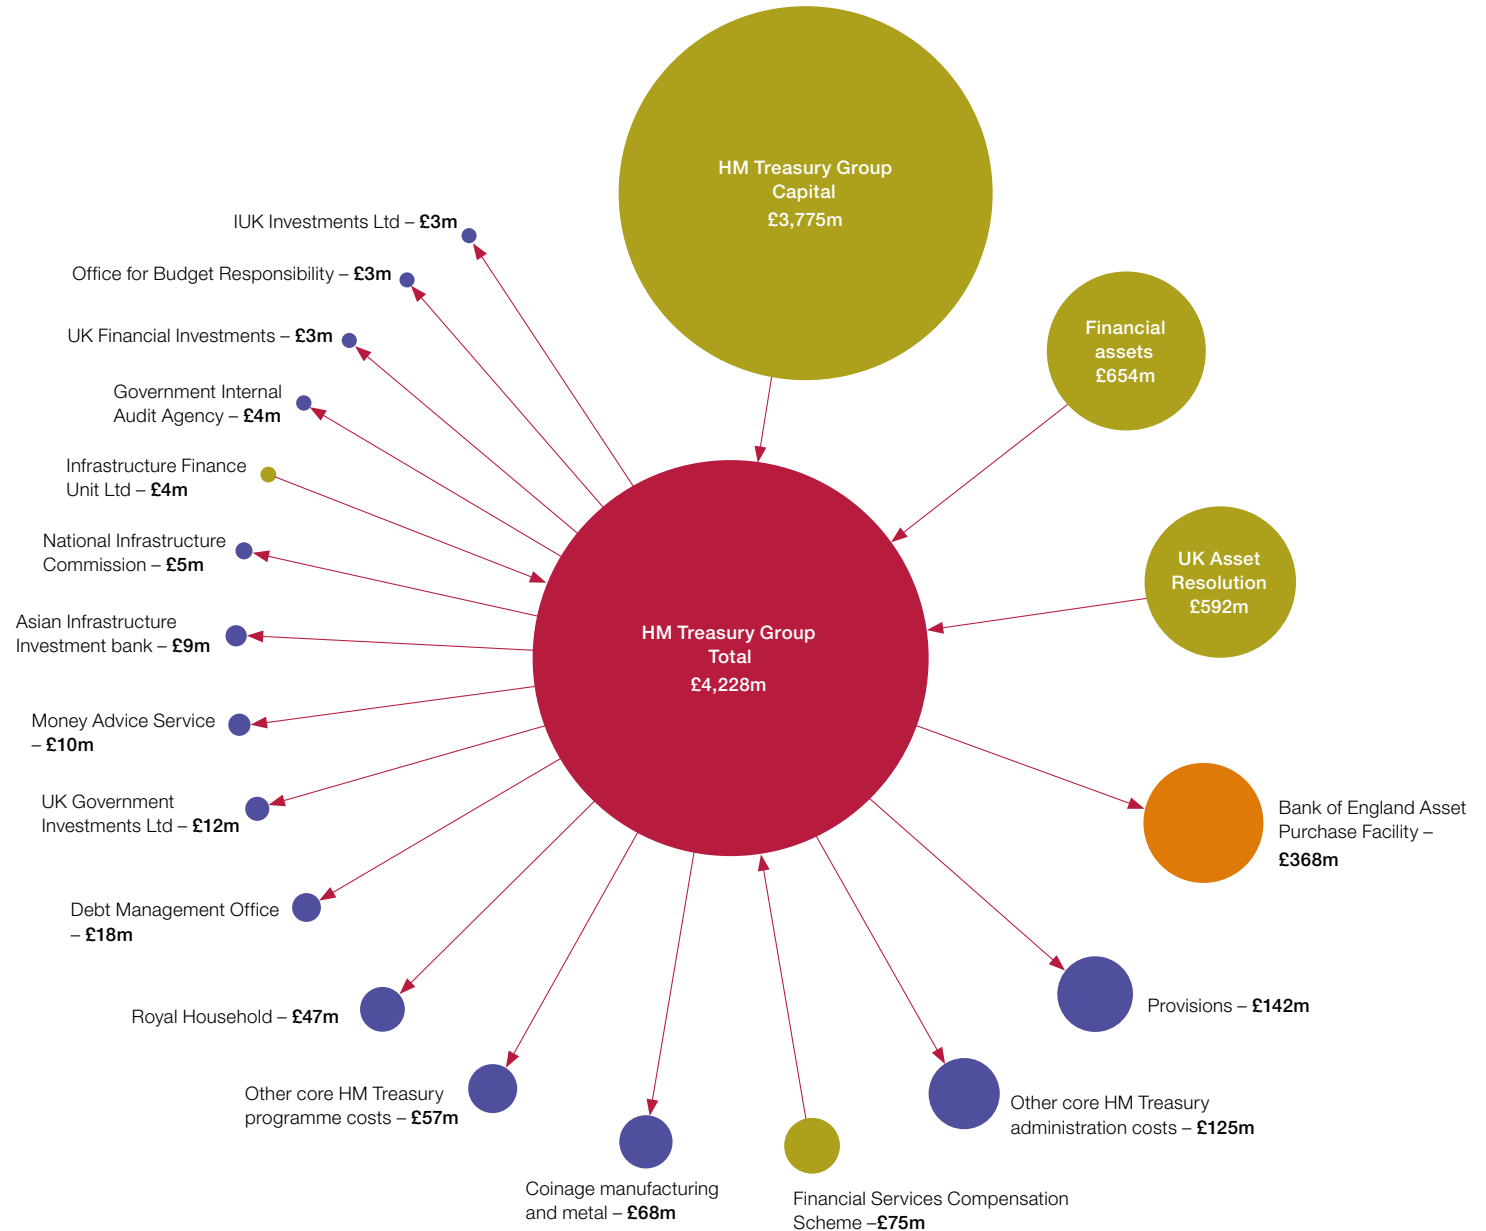 HM Treasury Group
Capital
£3,775m
IUK Investments Ltd – £3m
Office for Budget Responsibility – £3m
UK Financial Investments – £3m
Government Internal
Audit Agency – £4m
Infrastructure Finance
Unit Ltd – £4m
National Infrastructure
Commission – £5m
Asian Infrastructure
Investment bank – £9m
Money Advice Service
– £10m
UK Government
Investments Ltd – £12m
Debt Management Office
– £18m
Royal Household – £47m
Other core HM Treasury
programme costs – £57m
Coinage manufacturing
and metal – £68m
Financial Services Compensation
Scheme –£75m
Other core HM Treasury
administration costs – £125m
Provisions – £142m
Bank of England Asset
Purchase Facility –
£368m
UK Asset
Resolution
£592m
Financial
assets
£654m
HM Treasury Group
Total
£4,228m